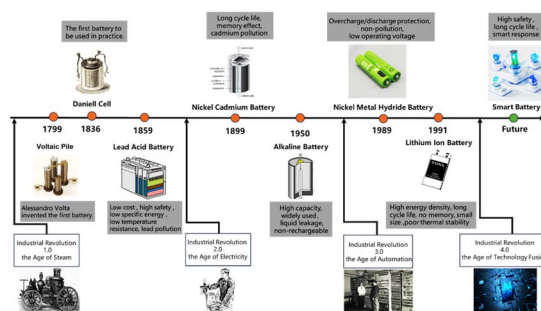 The first battery to
be used in practice.
Daniell Cell
Long cycle life,
memory effect,
cadmium pollution
Nickel Cadmium Battery
Overcharge/discharge protection,
non-pollution,
low operating voltage
Nickel Metal Hydride Battery
High safety ,
long cycle life ,
smart response
Smart Battery
1799
1836
1859
1899
1950
1989
1991
Future
Voltaic Pile
Alessandro Volta
invented the first battery.
Lead Acid Battery
Low cost , high safety ,
low specific energy ,
low temperature
resistance, lead pollution
Alkaline Battery
High capacity,
widely used ,
liquid leakage,
non-rechargeable
Lithium Ion Battery
SONY
High energy density, long
cycle life, no memory, small
size ,poor thermal stability
Industrial Revolution
1.0
the Age of Steam
Industrial Revolution
2.0
the Age of Electricity
Industrial Revolution
3.0
the Age of Automation
Industrial Revolution
4.0
the Age of Technology Fusion